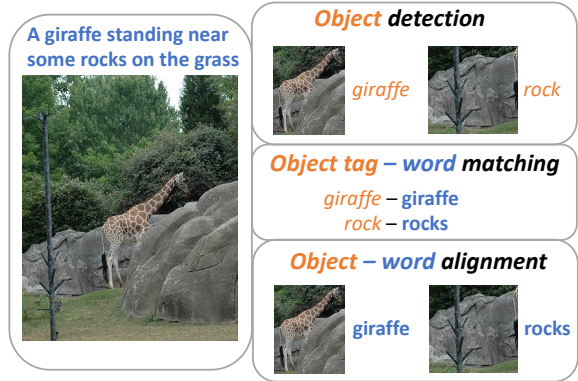 A giraffe standing near
some rocks on the grass
Object detection
giraffe
rock
Object tag – word matching
giraffe – giraffe
rock – rocks
Object – word alignment
giraffe
rocks